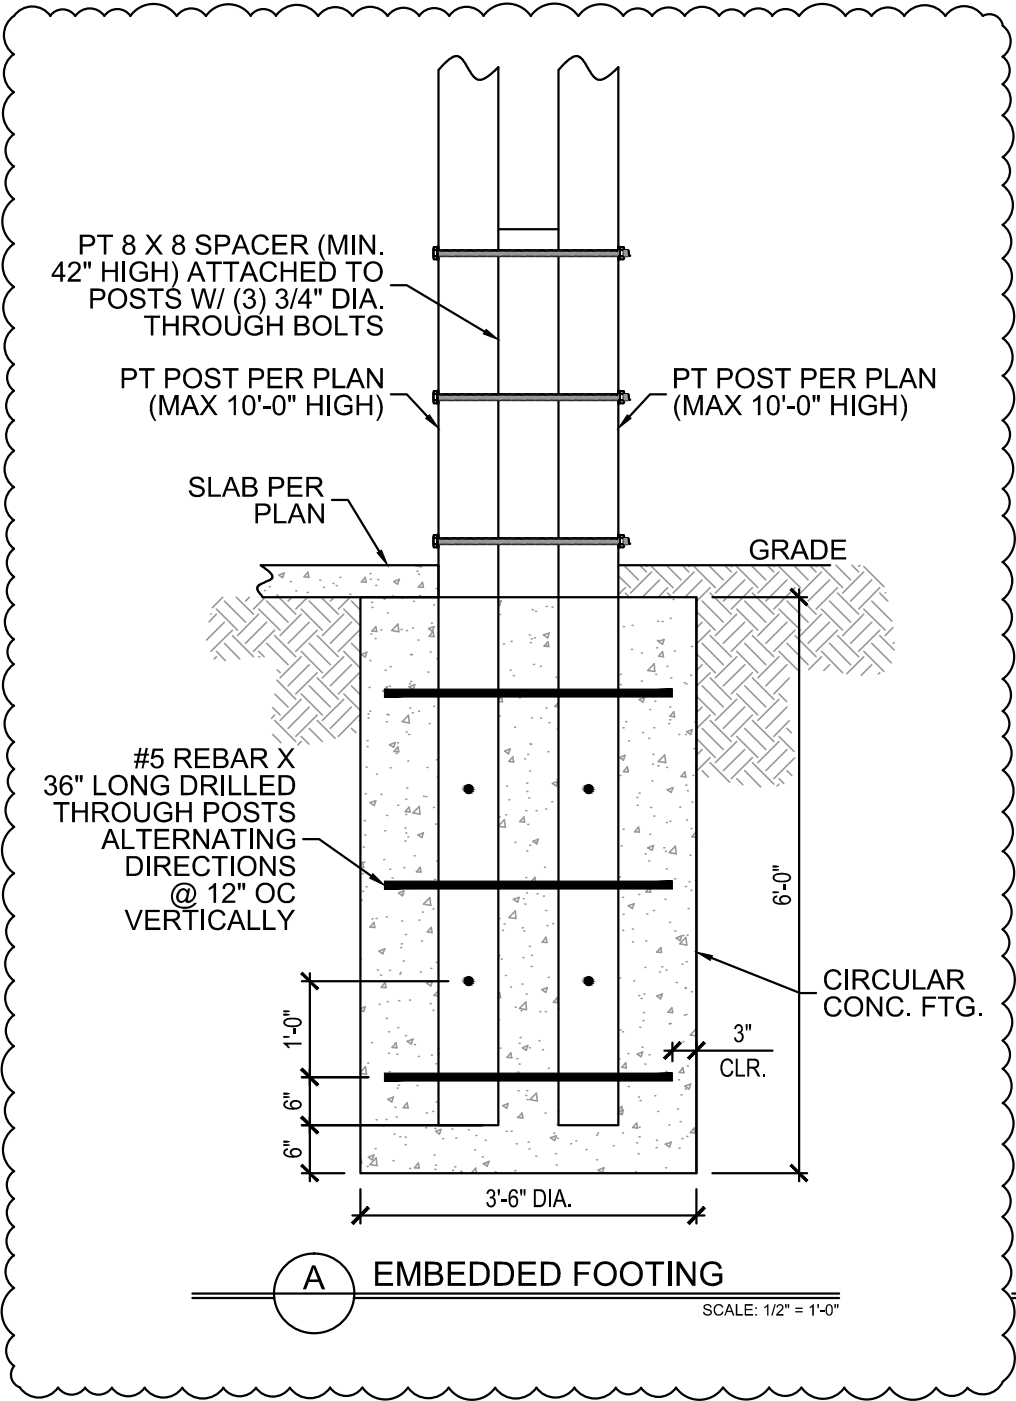 PT 8 X 8 SPACER (MIN.
42" HIGH) ATTACHED TO
POSTS W/ (3) 3/4" DIA.
THROUGH BOLTS
PT POST PER PLAN
(MAX 10'-0" HIGH)
PT POST PER PLAN
(MAX 10'-0" HIGH)
SLAB PER
PLAN
GRADE
#5 REBAR X
36" LONG DRILLED
THROUGH POSTS
ALTERNATING
DIRECTIONS
@ 12" OC
VERTICALLY
6'-0"
CIRCULAR
CONC. FTG.
1'-0"
3"
CLR.
6"
6"
3'-6" DIA.
A
EMBEDDED FOOTING
SCALE: 1/2" = 1'-0"